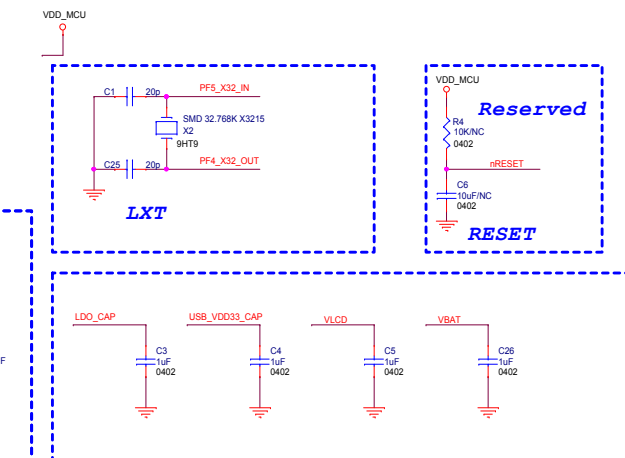 VDD_MCU
C1
20p
PF5_X32_IN
SMD 32.768K X3215
X2
9HT9
C25
20p
PF4_X32_OUT
LXT
VDD_MCU
Reserved
R4
10K/NC
0402
nRESET
C6
10uF/NC
0402
RESET
F
LDO_CAP
C3
1uF
0402
USB_VDD33_CAP
C4
1uF
0402
VLCD
C5
1uF
0402
VBAT
C26
1uF
0402